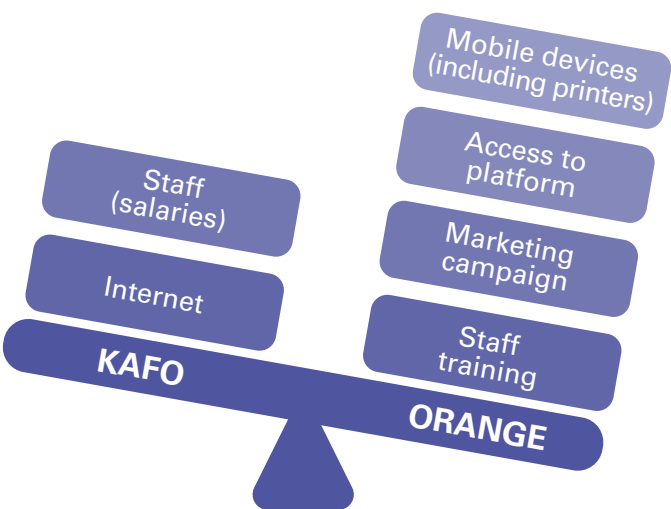 Staff
(salaries)
Internet
KAFO
Mobile devices
(including printers)
Access to
platform
Marketing
campaign
Staff
training
ORANGE